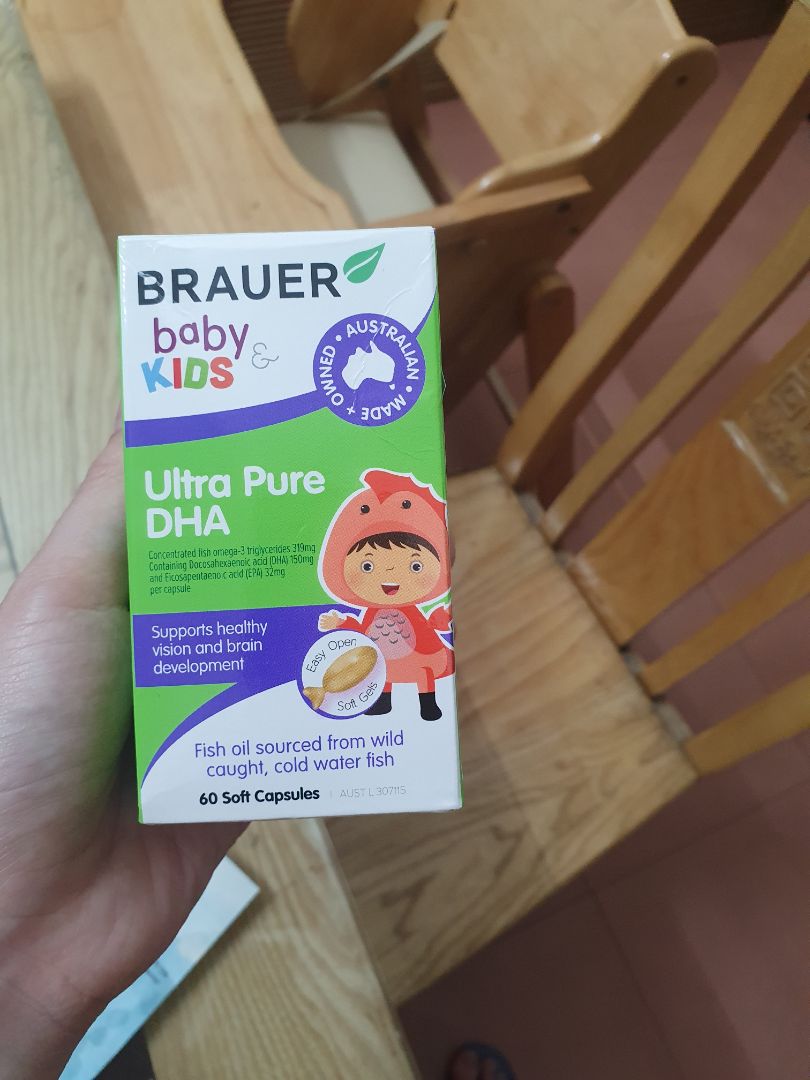 BRAUER
baby
& KIDS
AUSTRALIAN • MADE + OWNED •
Ultra Pure
DHA
Concentrated fish omega-3 triglycerides 319mg
Containing Docosahexaenoic acid (DHA) 150mg
and Eicosapentaenoic acid (EPA) 32mg
per capsule
Supports healthy
vision and brain
development
Easy Open
Soft Gels
Fish oil sourced from wild
caught, cold water fish
60 Soft Capsules | AUST L 307115